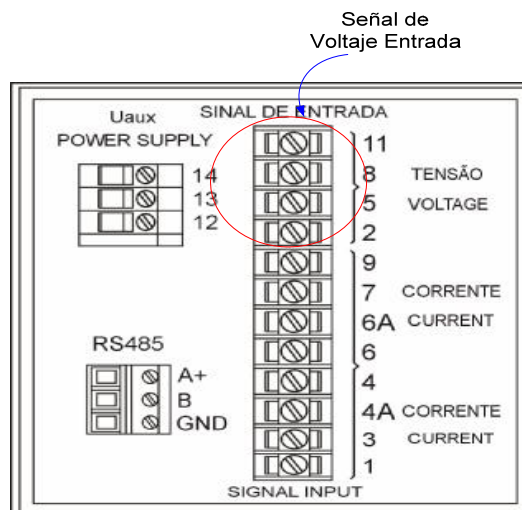 Señal de
Voltaje Entrada
Uaux
POWER SUPPLY
14
13
12
SINAL DE ENTRADA
11
8 TENSÃO
5 VOLTAGE
2
9
7 CORRENTE
6A CURRENT
6
4
4A CORRENTE
3 CURRENT
1
SIGNAL INPUT
RS485
A+
B
GND